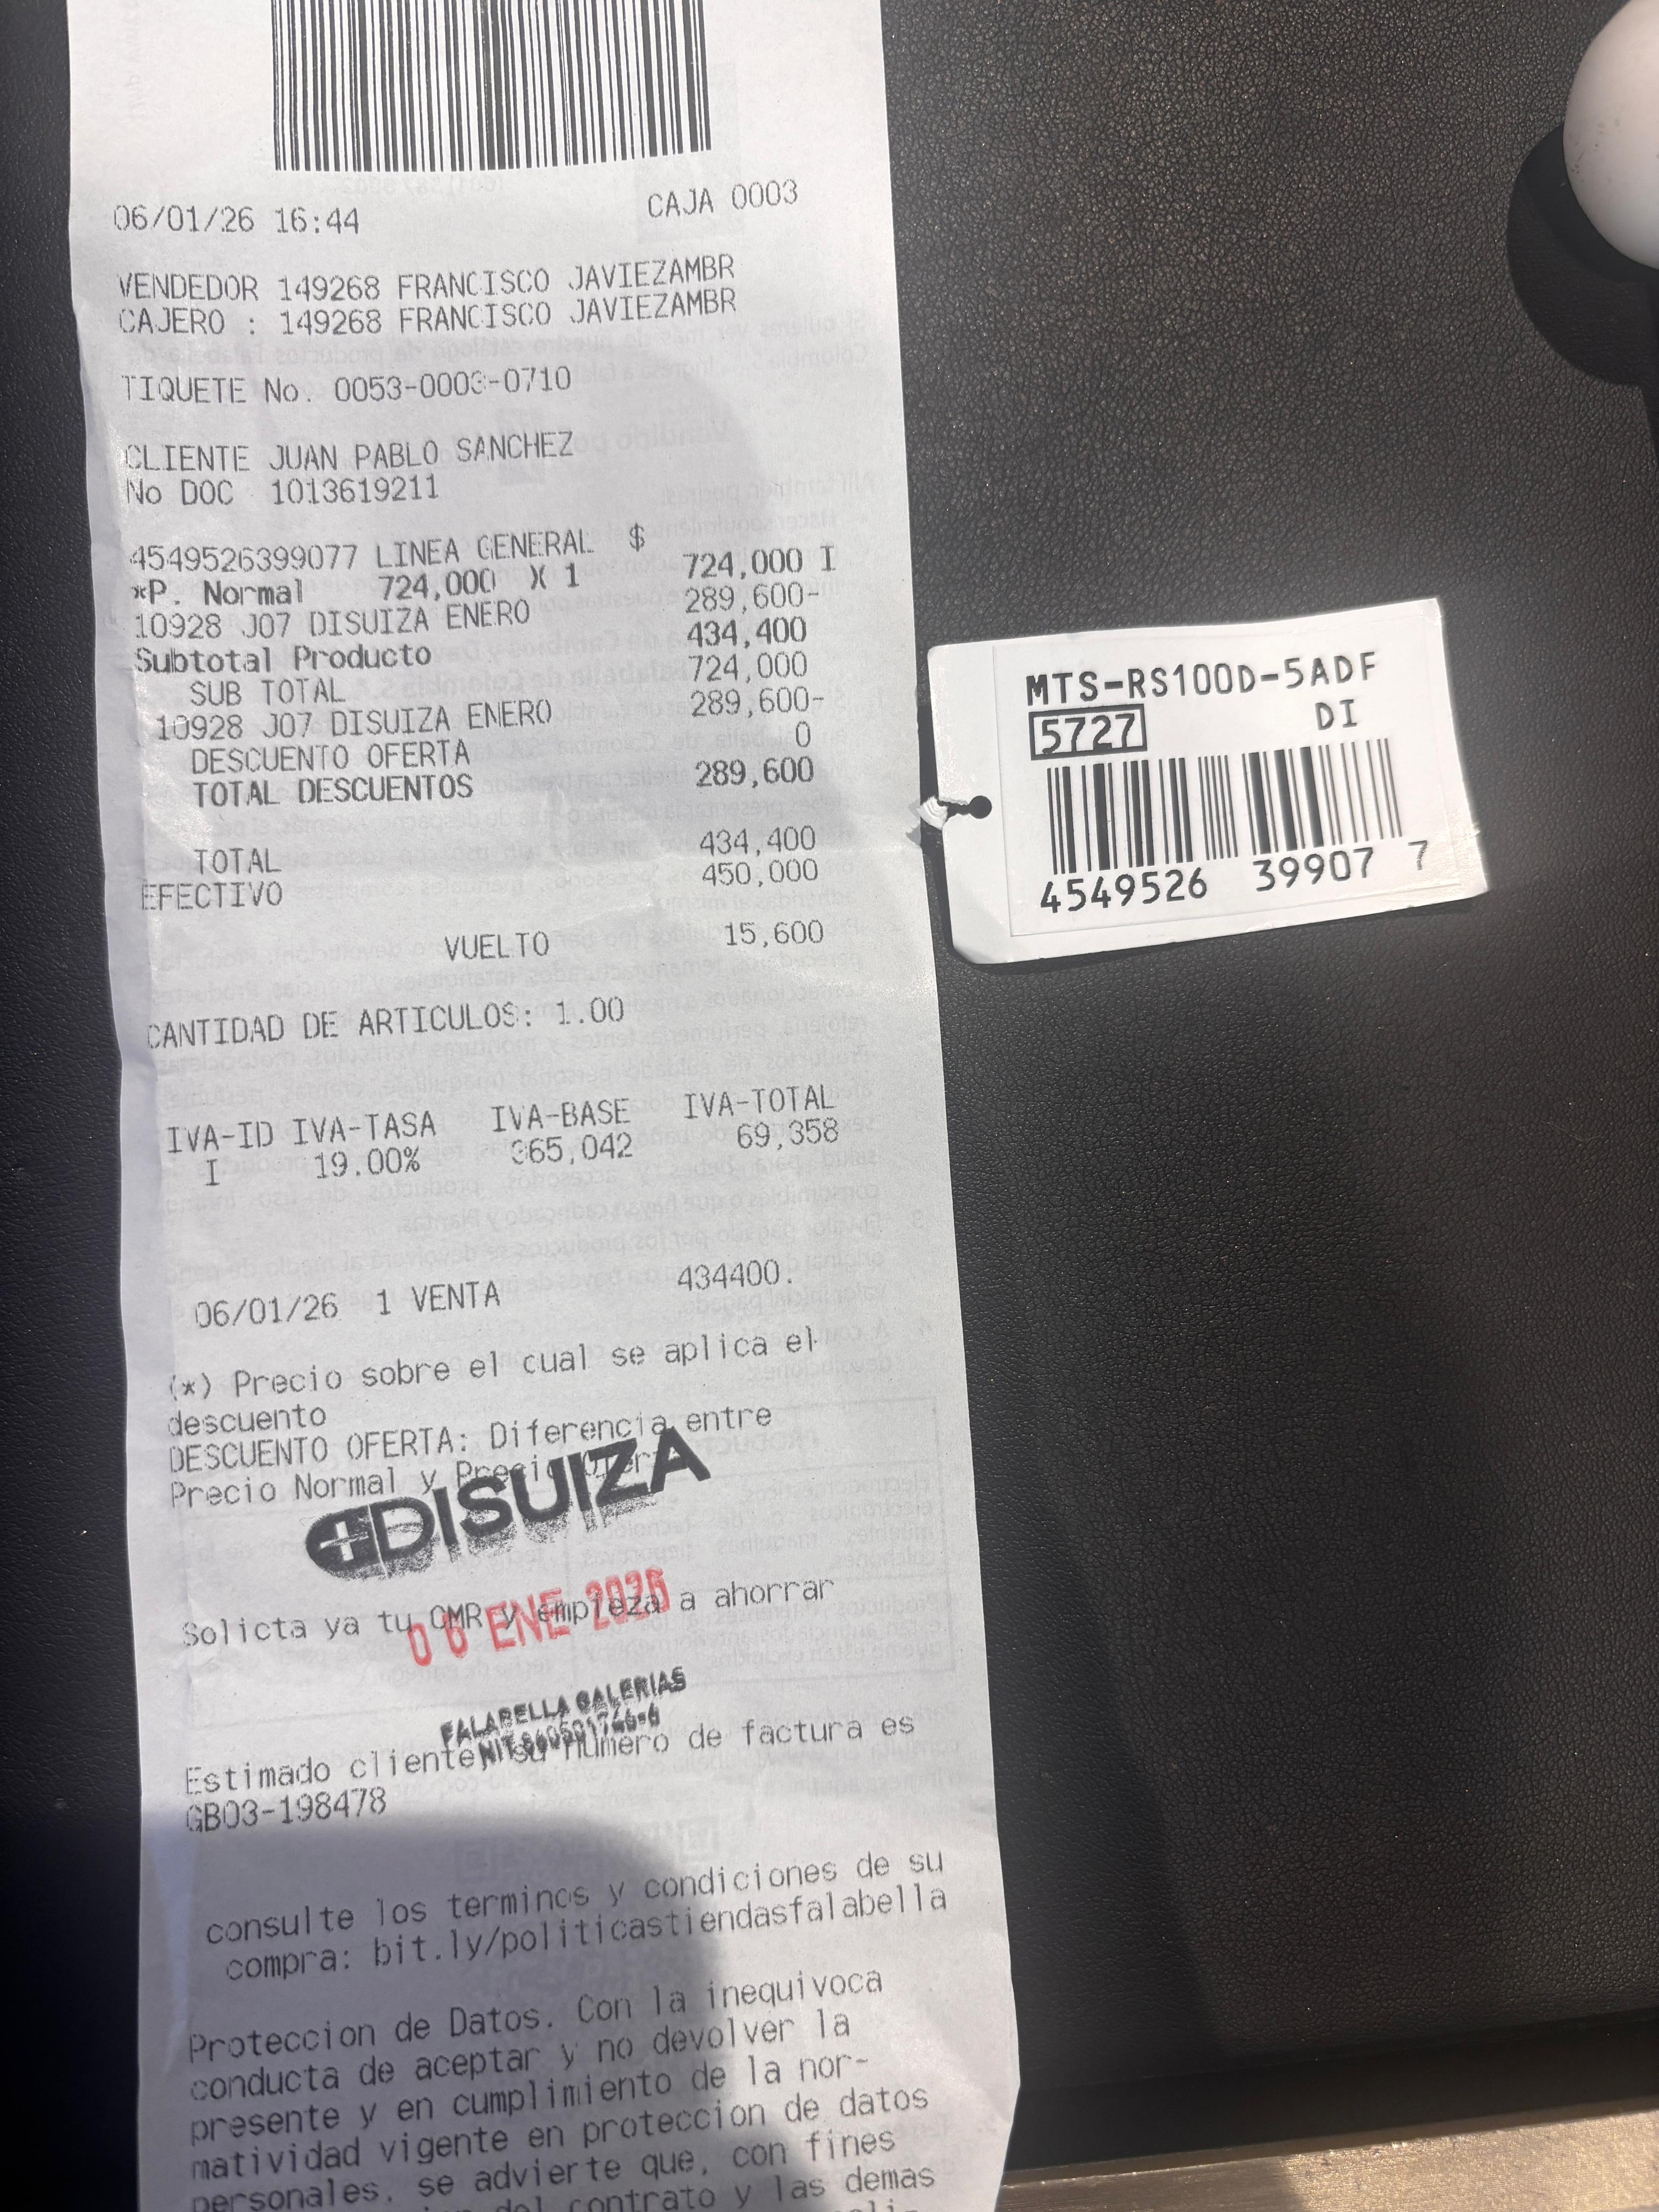 06/01/26 16:44 CAJA 0003
VENDEDOR 149268 FRANCISCO JAVIEZAMBR
CAJERO : 149268 FRANCISCO JAVIEZAMBR
TIQUETE No. 0053-0003-0710
CLIENTE JUAN PABLO SANCHEZ
No DOC 1013619211
4549526399077 LINEA GENERAL $
*P. Normal 724,000 X 1 724,000 I
10928 J07 DISUIZA ENERO 289,600-
Subtotal Producto 434,400
SUB TOTAL 724,000
10928 J07 DISUIZA ENERO 289,600-
DESCUENTO OFERTA 0
TOTAL DESCUENTOS 289,600
TOTAL 434,400
EFECTIVO 450,000
VUELTO 15,600
CANTIDAD DE ARTICULOS: 1.00
IVA-ID IVA-TASA IVA-BASE IVA-TOTAL
I 19.00% 365,042 69,358
06/01/26 1 VENTA 434400.
(*) Precio sobre el cual se aplica el
descuento
DESCUENTO OFERTA: Diferencia entre
Precio Normal y Precio
DISUIZA
Solicta ya tu CMR y empieza a ahorrar
06 ENE 2026
FALABELLA GALERIAS
Estimado cliente, su numero de factura es
GB03-198478
consulte los terminos y condiciones de su
compra: bit.ly/politicastiendasfalabella
Proteccion de Datos. Con la inequivoca
conducta de aceptar y no devolver la
presente y en cumplimiento de la nor-
matividad vigente en proteccion de datos
personales. se advierte que, con fines
del contrato y las demas
MTS-RS100D-5ADF
5727 DI
4549526 39907 7